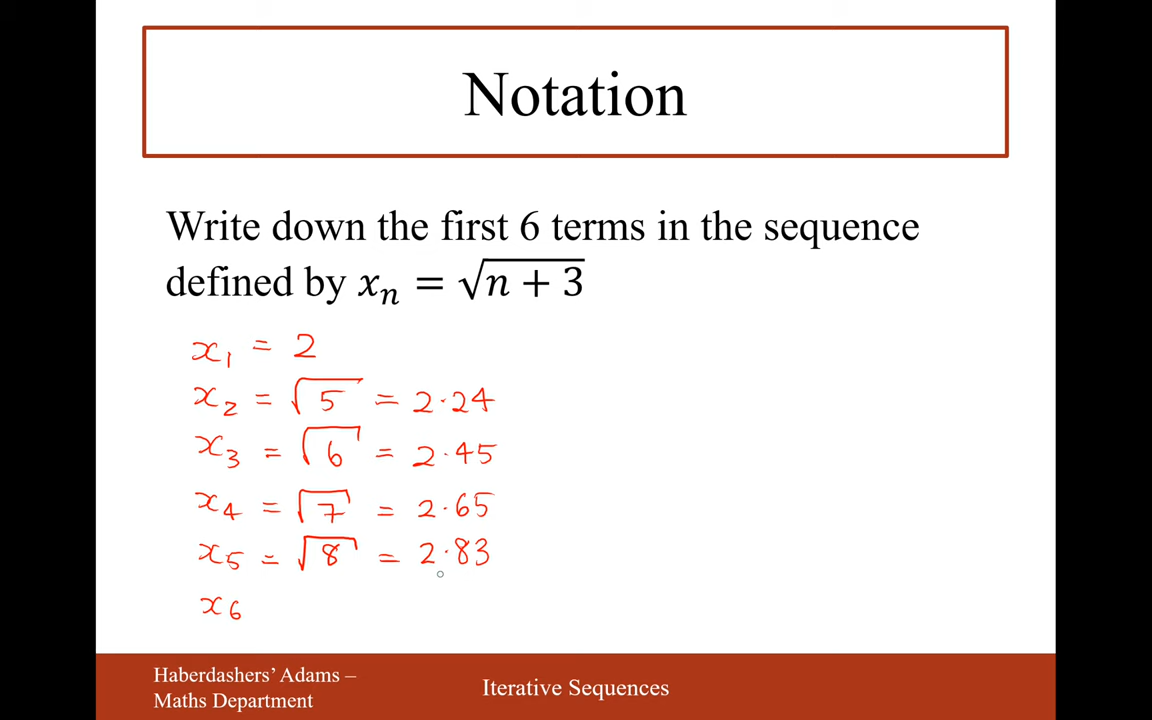 Notation
Write down the first 6 terms in the sequence
defined by xₙ = √(n + 3)
x₁ = 2
x₂ = √5 = 2·24
x₃ = √6 = 2·45
x₄ = √7 = 2·65
x₅ = √8 = 2·83
x₆
Haberdashers’ Adams –
Maths Department
Iterative Sequences